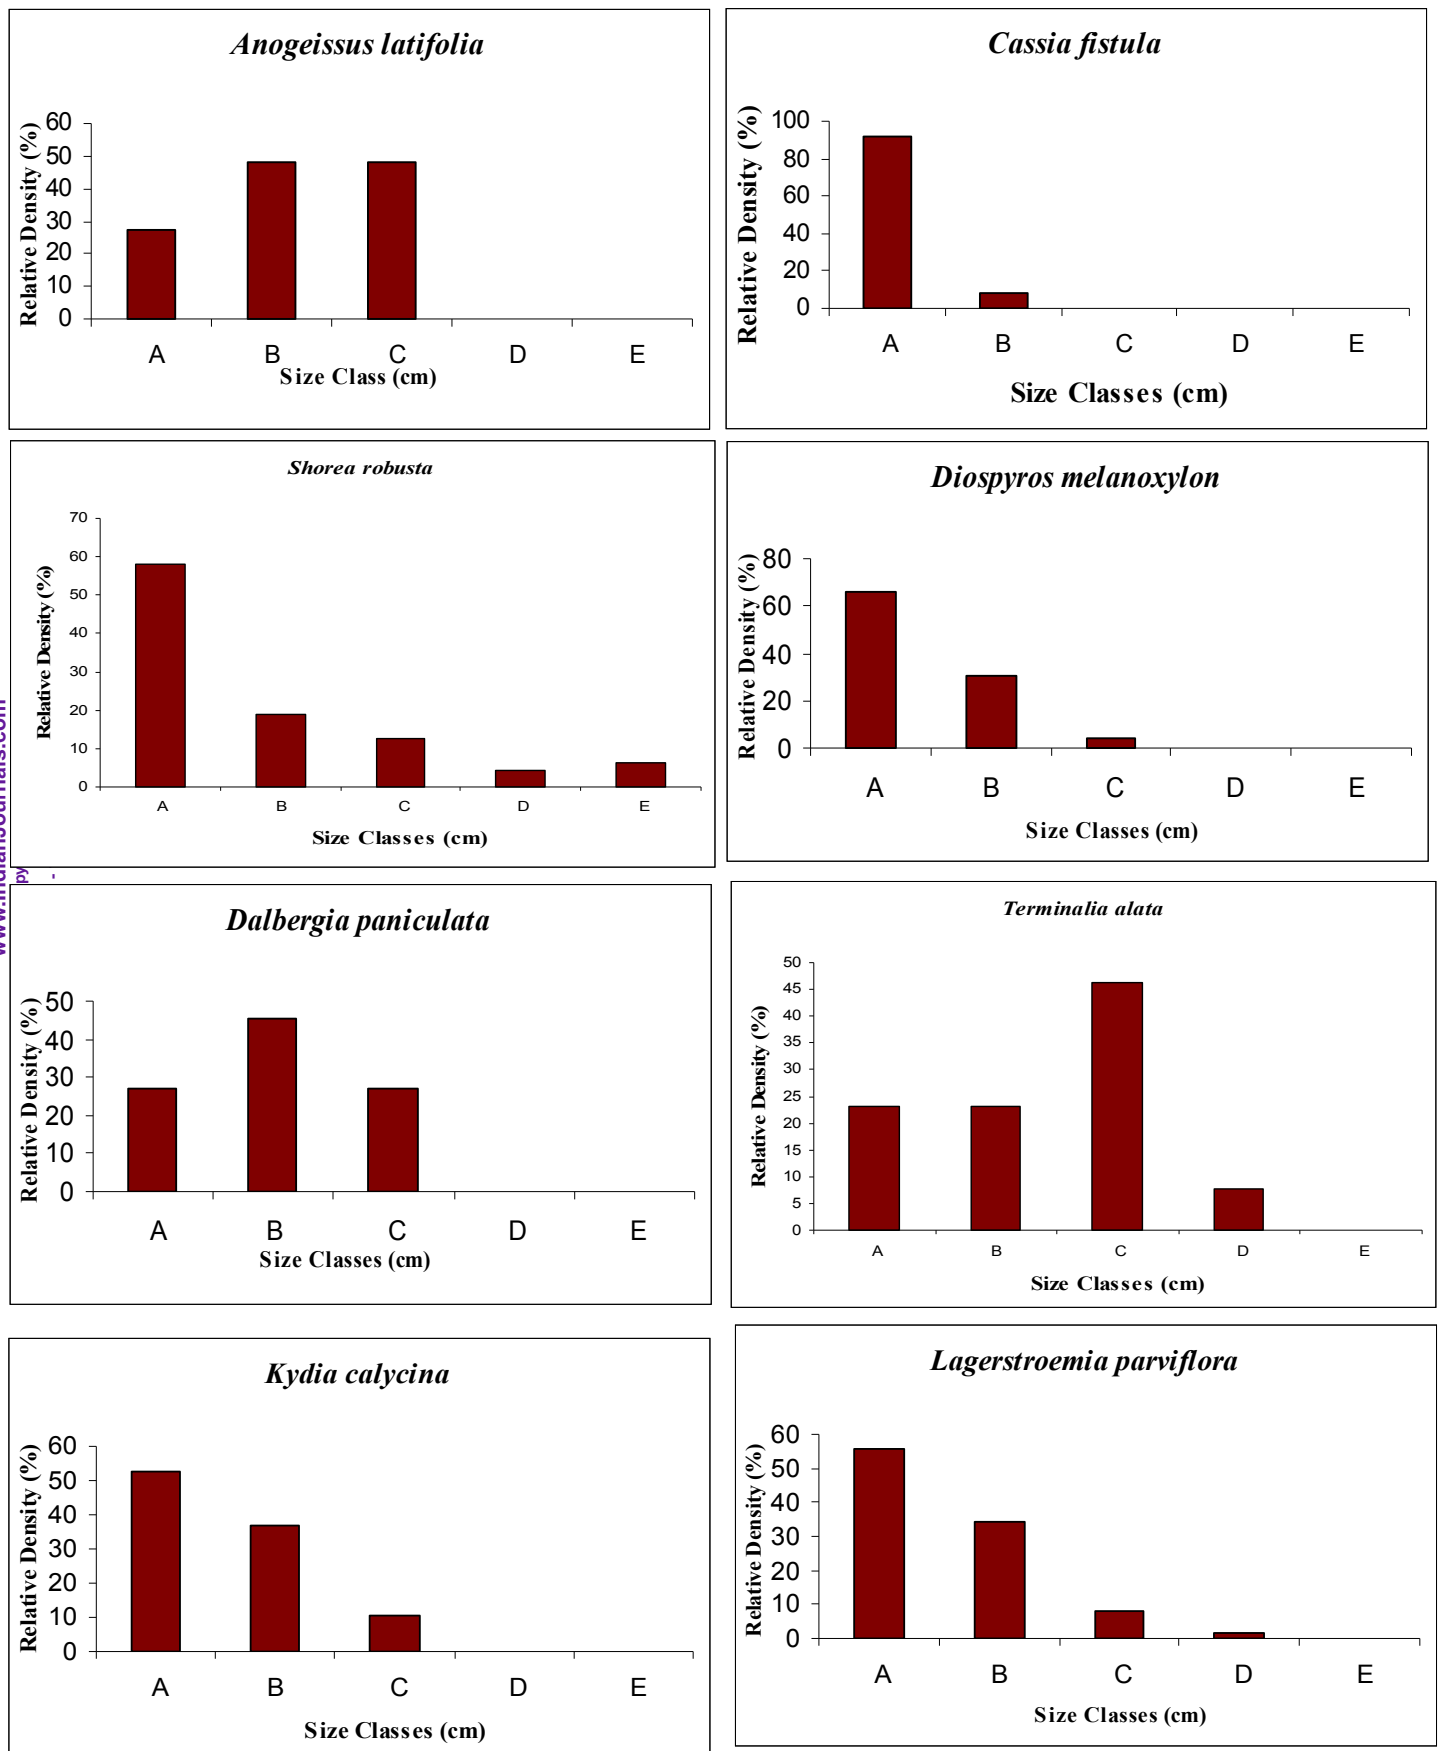 Anogeissus latifolia
Relative Density (%)
60
50
40
30
20
10
0
A B C D E
Size Class (cm)
Cassia fistula
Relative Density (%)
100
80
60
40
20
0
A B C D E
Size Classes (cm)
Shorea robusta
Relative Density (%)
70
60
50
40
30
20
10
0
A B C D E
Size Classes (cm)
Diospyros melanoxylon
Relative Density (%)
80
60
40
20
0
A B C D E
Size Classes (cm)
Dalbergia paniculata
Relative Density (%)
50
40
30
20
10
0
A B C D E
Size Classes (cm)
Terminalia alata
Relative Density (%)
50
45
40
35
30
25
20
15
10
5
0
A B C D E
Size Classes (cm)
Kydia calycina
Relative Density (%)
60
50
40
30
20
10
0
A B C D E
Size Classes (cm)
Lagerstroemia parviflora
Relative Density (%)
60
50
40
30
20
10
0
A B C D E
Size Classes (cm)